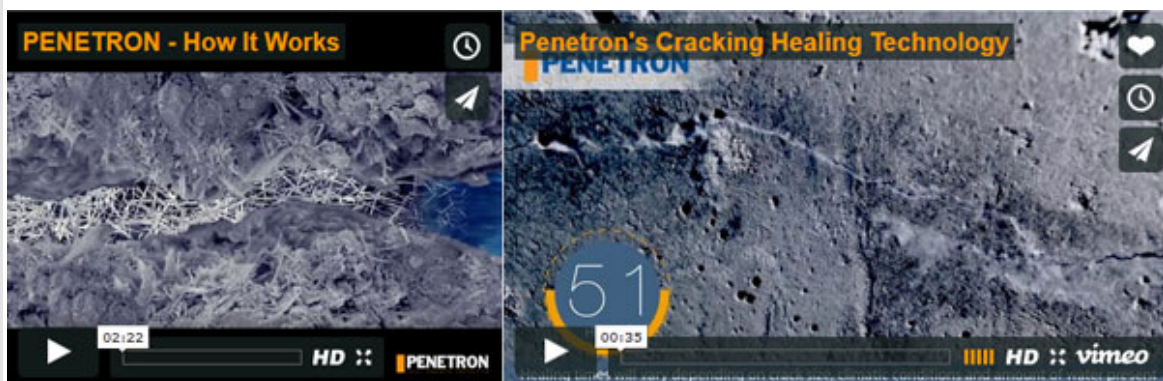 PENETRON - How It Works
02:22
HD
PENETRON
Penetron's Cracking Healing Technology
PENETRON
51
00:35
HD
vimeo